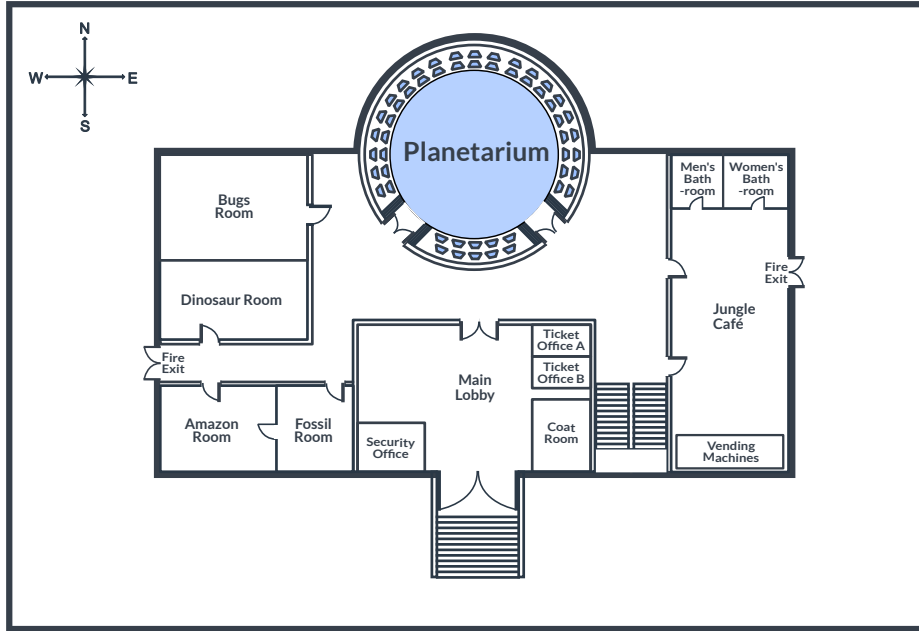 N
W E
S
Planetarium
Men's
Bath
-room
Women's
Bath
-room
Bugs
Room
Dinosaur Room
Fire
Exit
Jungle
Café
Fire
Exit
Ticket
Office A
Ticket
Office B
Main
Lobby
Amazon
Room
Fossil
Room
Security
Office
Coat
Room
Vending
Machines